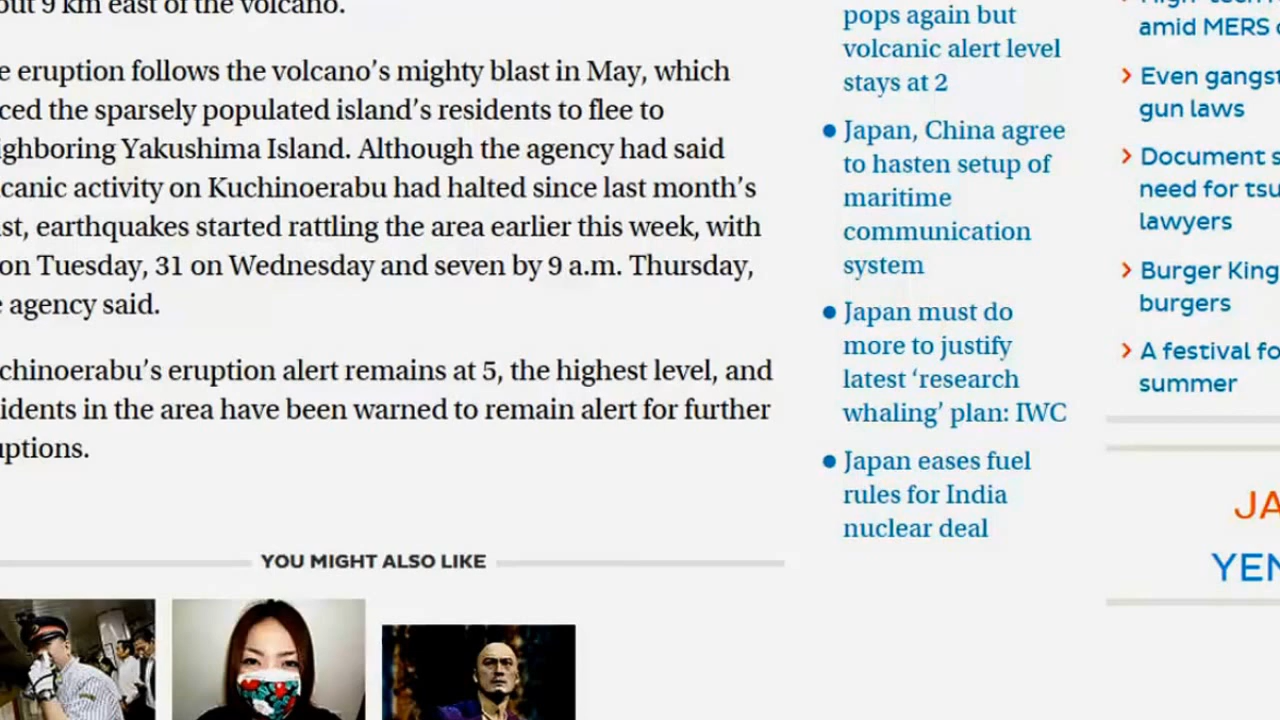 out 9 km east of the volcano.
e eruption follows the volcano’s mighty blast in May, which
ced the sparsely populated island’s residents to flee to
ighboring Yakushima Island. Although the agency had said
canic activity on Kuchinoerabu had halted since last month’s
st, earthquakes started rattling the area earlier this week, with
on Tuesday, 31 on Wednesday and seven by 9 a.m. Thursday,
e agency said.
chinoerabu’s eruption alert remains at 5, the highest level, and
idents in the area have been warned to remain alert for further
uptions.
YOU MIGHT ALSO LIKE
pops again but
volcanic alert level
stays at 2
Japan, China agree
to hasten setup of
maritime
communication
system
Japan must do
more to justify
latest ‘research
whaling’ plan: IWC
Japan eases fuel
rules for India
nuclear deal
amid MERS
Even gangst
gun laws
Document s
need for tsu
lawyers
Burger King
burgers
A festival fo
summer
JA
YEN